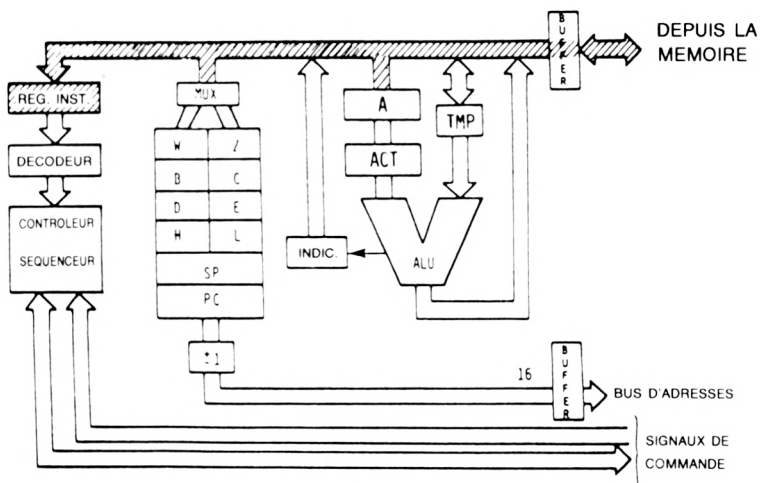 BUFFER
DEPUIS LA
MEMOIRE
REG. INST.
MUX
A
TMP
DECODEUR
W
Z
ACT
B
C
D
E
CONTROLEUR
SEQUENCEUR
H
L
INDIC.
ALU
SP
PC
±1
16
BUFFER
BUS D'ADRESSES
SIGNAUX DE
COMMANDE